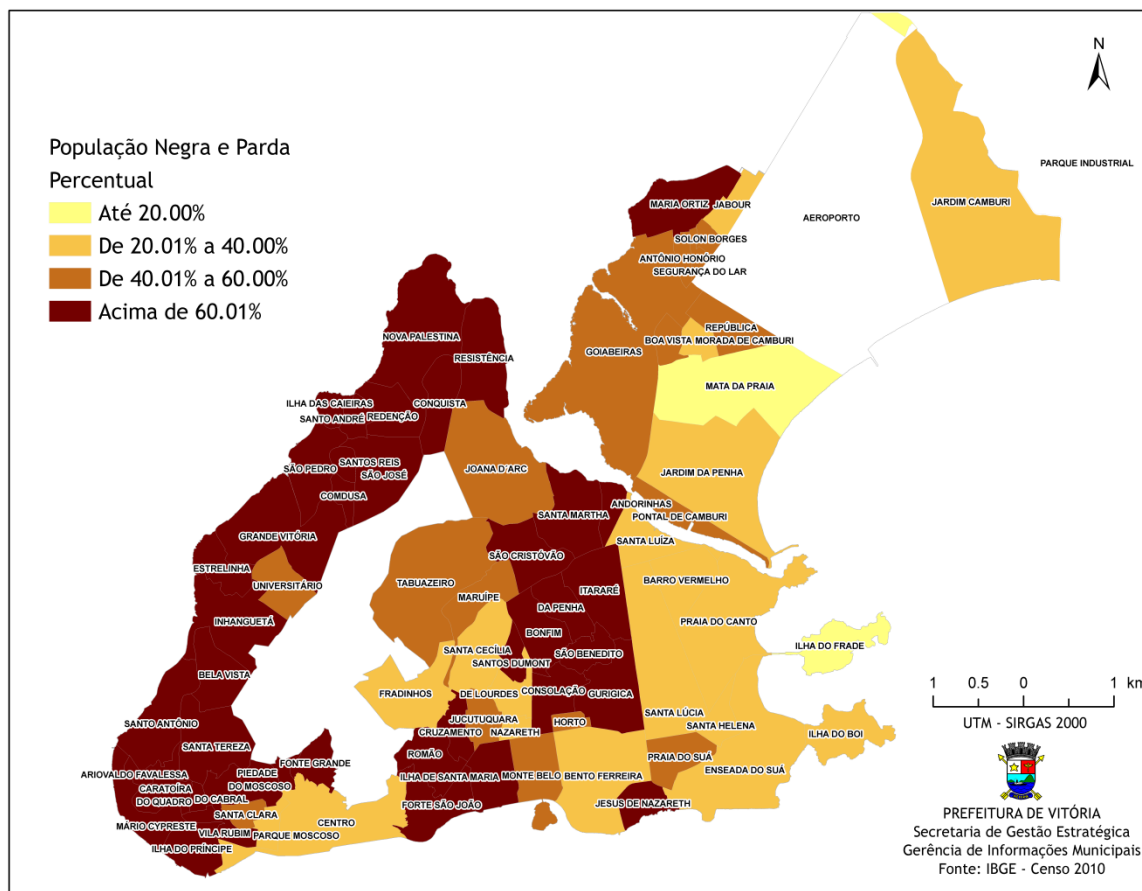 População Negra e Parda
Percentual
Até 20.00%
De 20.01% a 40.00%
De 40.01% a 60.00%
Acima de 60.01%
N
PARQUE INDUSTRIAL
JARDIM CAMBURI
AEROPORTO
MARIA ORTIZ
JABOUR
SOLON BORGES
ANTÔNIO HONÓRIO
SEGURANÇA DO LAR
REPÚBLICA
BOA VISTA
MORADA DE CAMBURI
GOIABEIRAS
MATA DA PRAIA
JARDIM DA PENHA
NOVA PALESTINA
RESISTÊNCIA
ILHA DAS CAIEIRAS
CONQUISTA
SANTO ANDRÉ
REDENÇÃO
SÃO PEDRO
SANTOS REIS
SÃO JOSÉ
COMDUSA
JOANA D´ARC
ANDORINHAS
PONTAL DE CAMBURI
SANTA MARTHA
SANTA LUÍZA
GRANDE VITÓRIA
SÃO CRISTÓVÃO
ESTRELINHA
UNIVERSITÁRIO
TABUAZEIRO
ITARARÉ
BARRO VERMELHO
MARUÍPE
DA PENHA
INHANGUETÁ
PRAIA DO CANTO
BONFIM
ILHA DO FRADE
SANTA CECÍLIA
SÃO BENEDITO
SANTOS DUMONT
BELA VISTA
FRADINHOS
DE LOURDES
CONSOLAÇÃO
GURIGICA
SANTA LÚCIA
SANTA HELENA
JUCUTUQUARA
HORTO
SANTO ANTÔNIO
CRUZAMENTO
NAZARETH
ILHA DO BOI
SANTA TEREZA
ROMÃO
FONTE GRANDE
PRAIA DO SUÁ
ENSEADA DO SUÁ
ARIOVALDO FAVALESSA
PIEDADE
ILHA DE SANTA MARIA
MONTE BELO
BENTO FERREIRA
CARATOÍRA
DO MOSCOSO
DO QUADRO
DO CABRAL
FORTE SÃO JOÃO
JESUS DE NAZARETH
SANTA CLARA
CENTRO
MÁRIO CYPRESTE
VILA RUBIM
PARQUE MOSCOSO
ILHA DO PRÍNCIPE
1 0.5 0 1 km
UTM - SIRGAS 2000
PREFEITURA DE VITÓRIA
Secretaria de Gestão Estratégica
Gerência de Informações Municipais
Fonte: IBGE - Censo 2010